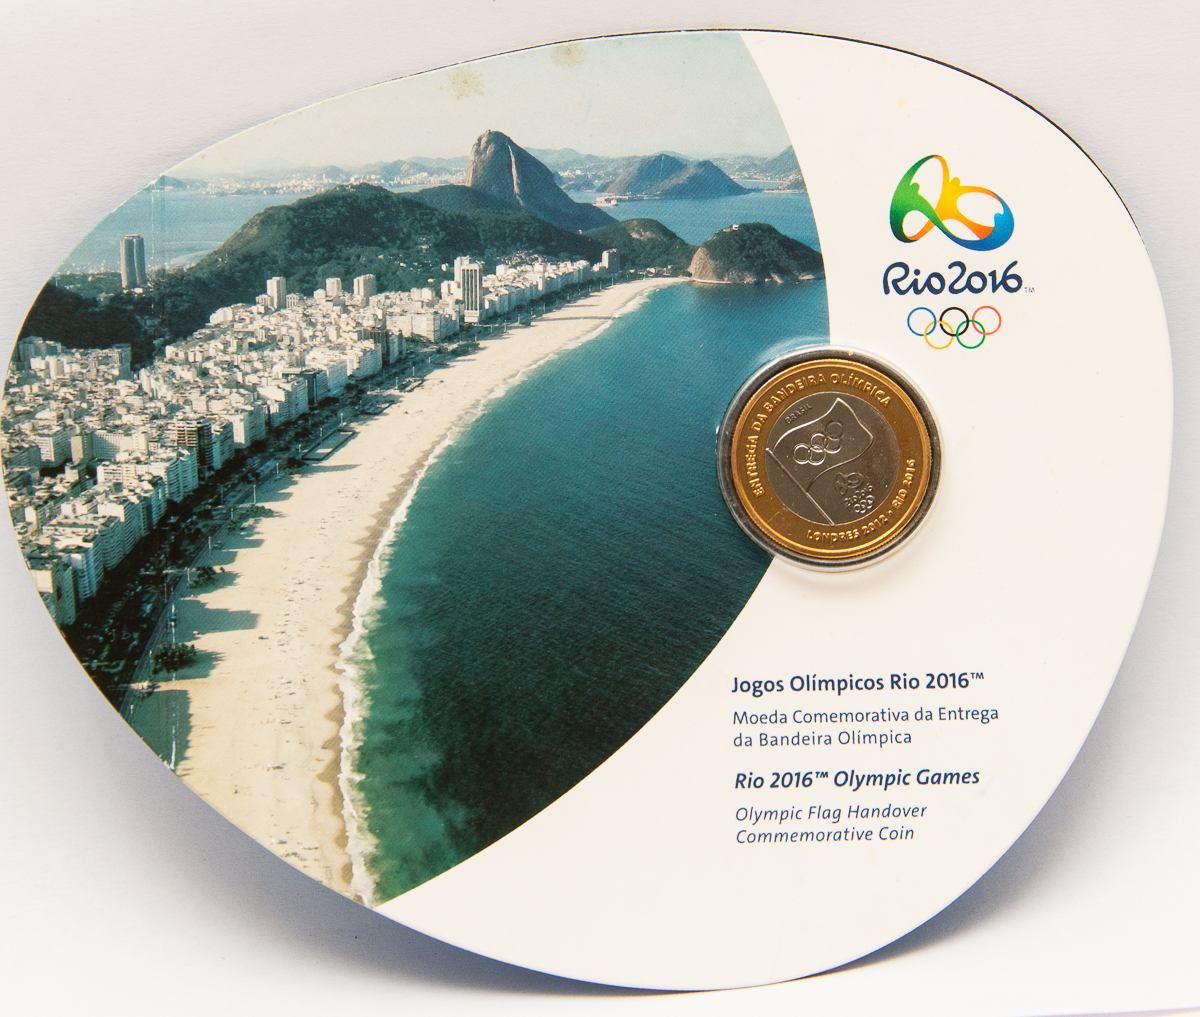 Rio2016™
ENTREGA DA BANDEIRA OLÍMPICA
BRASIL
RIO2016
LONDRES 2012 • RIO 2016
Jogos Olímpicos Rio 2016™
Moeda Comemorativa da Entrega
da Bandeira Olímpica
Rio 2016™ Olympic Games
Olympic Flag Handover
Commemorative Coin